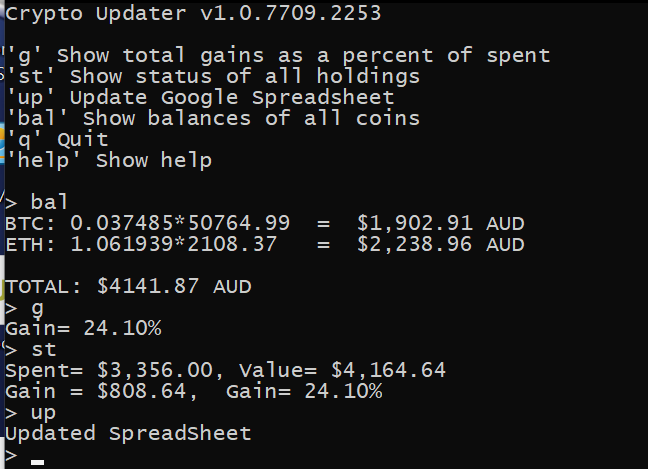 Crypto Updater v1.0.7709.2253
'g' Show total gains as a percent of spent
'st' Show status of all holdings
'up' Update Google Spreadsheet
'bal' Show balances of all coins
'q' Quit
'help' Show help
> bal
BTC: 0.037485*50764.99 = $1,902.91 AUD
ETH: 1.061939*2108.37 = $2,238.96 AUD
TOTAL: $4141.87 AUD
> g
Gain= 24.10%
> st
Spent= $3,356.00, Value= $4,164.64
Gain = $808.64, Gain= 24.10%
> up
Updated SpreadSheet
> _